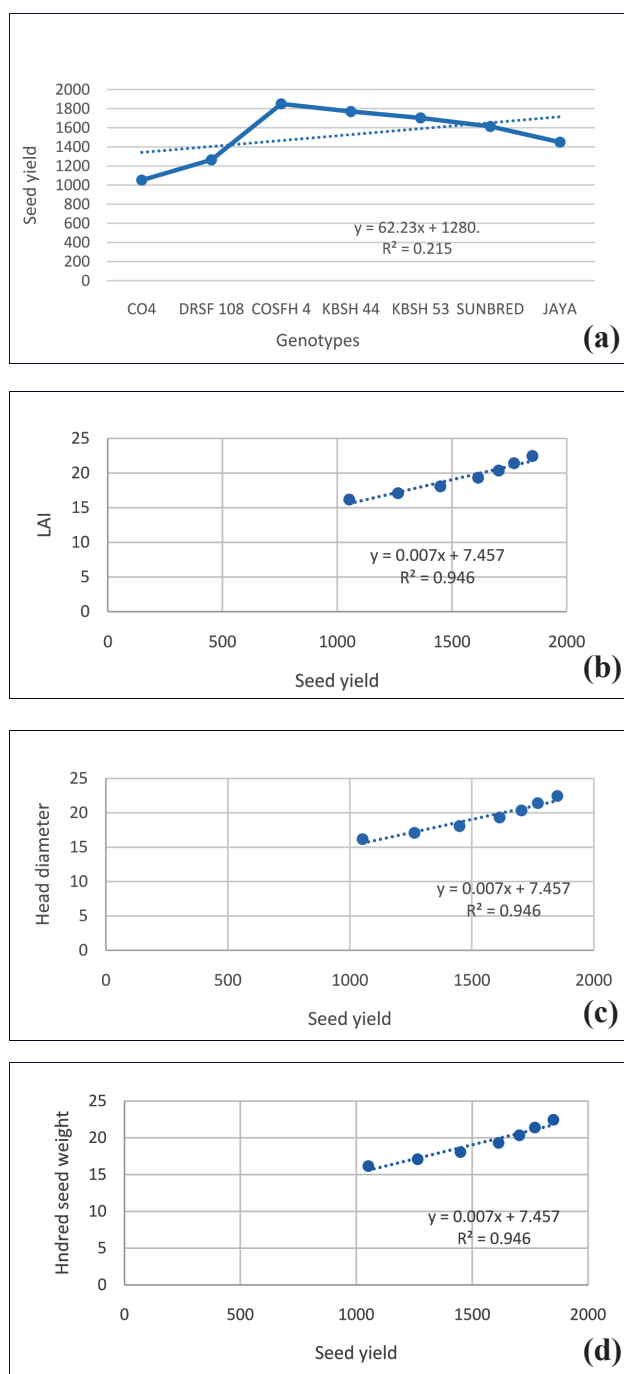 2000
1800
1600
1400
1200
1000
800
600
400
200
0
Seed yield
y = 62.23x + 1280.
R² = 0.215
CO4 DRSF 108 COSFH 4 KBSH 44 KBSH 53 SUNBRED JAYA
Genotypes
(a)
25
20
15
10
5
0
LAI
y = 0.007x + 7.457
R² = 0.946
0 500 1000 1500 2000
Seed yield
(b)
25
20
15
10
5
0
Head diameter
y = 0.007x + 7.457
R² = 0.946
0 500 1000 1500 2000
Seed yield
(c)
25
20
15
10
5
0
Hndred seed weight
y = 0.007x + 7.457
R² = 0.946
0 500 1000 1500 2000
Seed yield
(d)